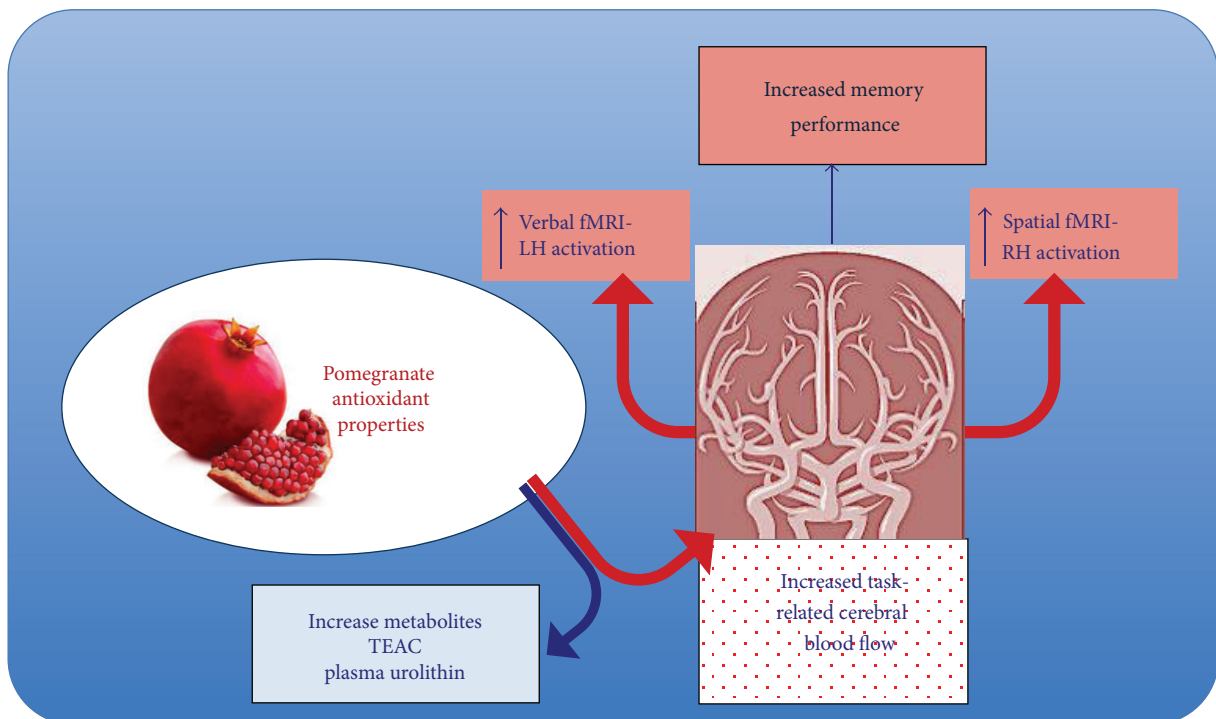 Increased memory
performance
Verbal fMRI-
LH activation
Spatial fMRI-
RH activation
Pomegranate
antioxidant
properties
Increase metabolites
TEAC
plasma urolithin
Increased task-
related cerebral
blood flow